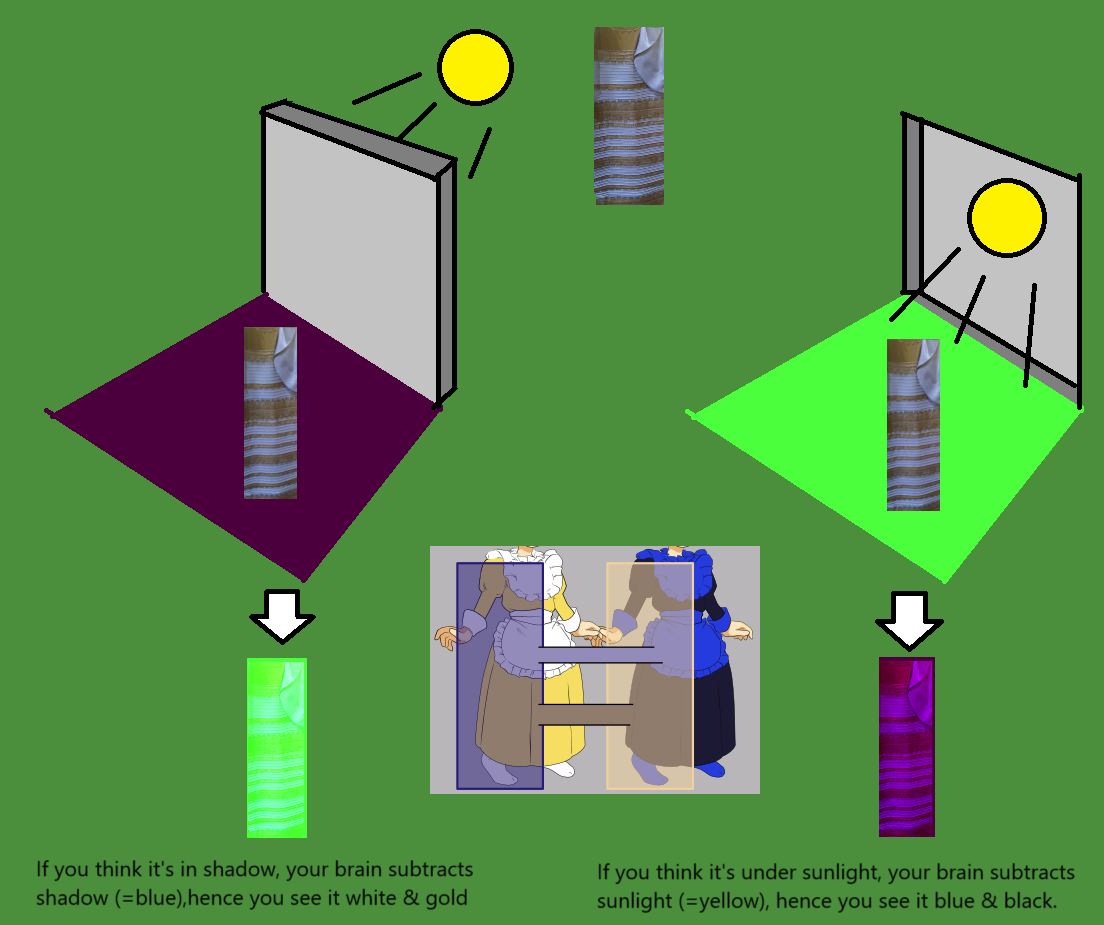 If you think it's in shadow, your brain subtracts
shadow (=blue),hence you see it white & gold
If you think it's under sunlight, your brain subtracts
sunlight (=yellow), hence you see it blue & black.